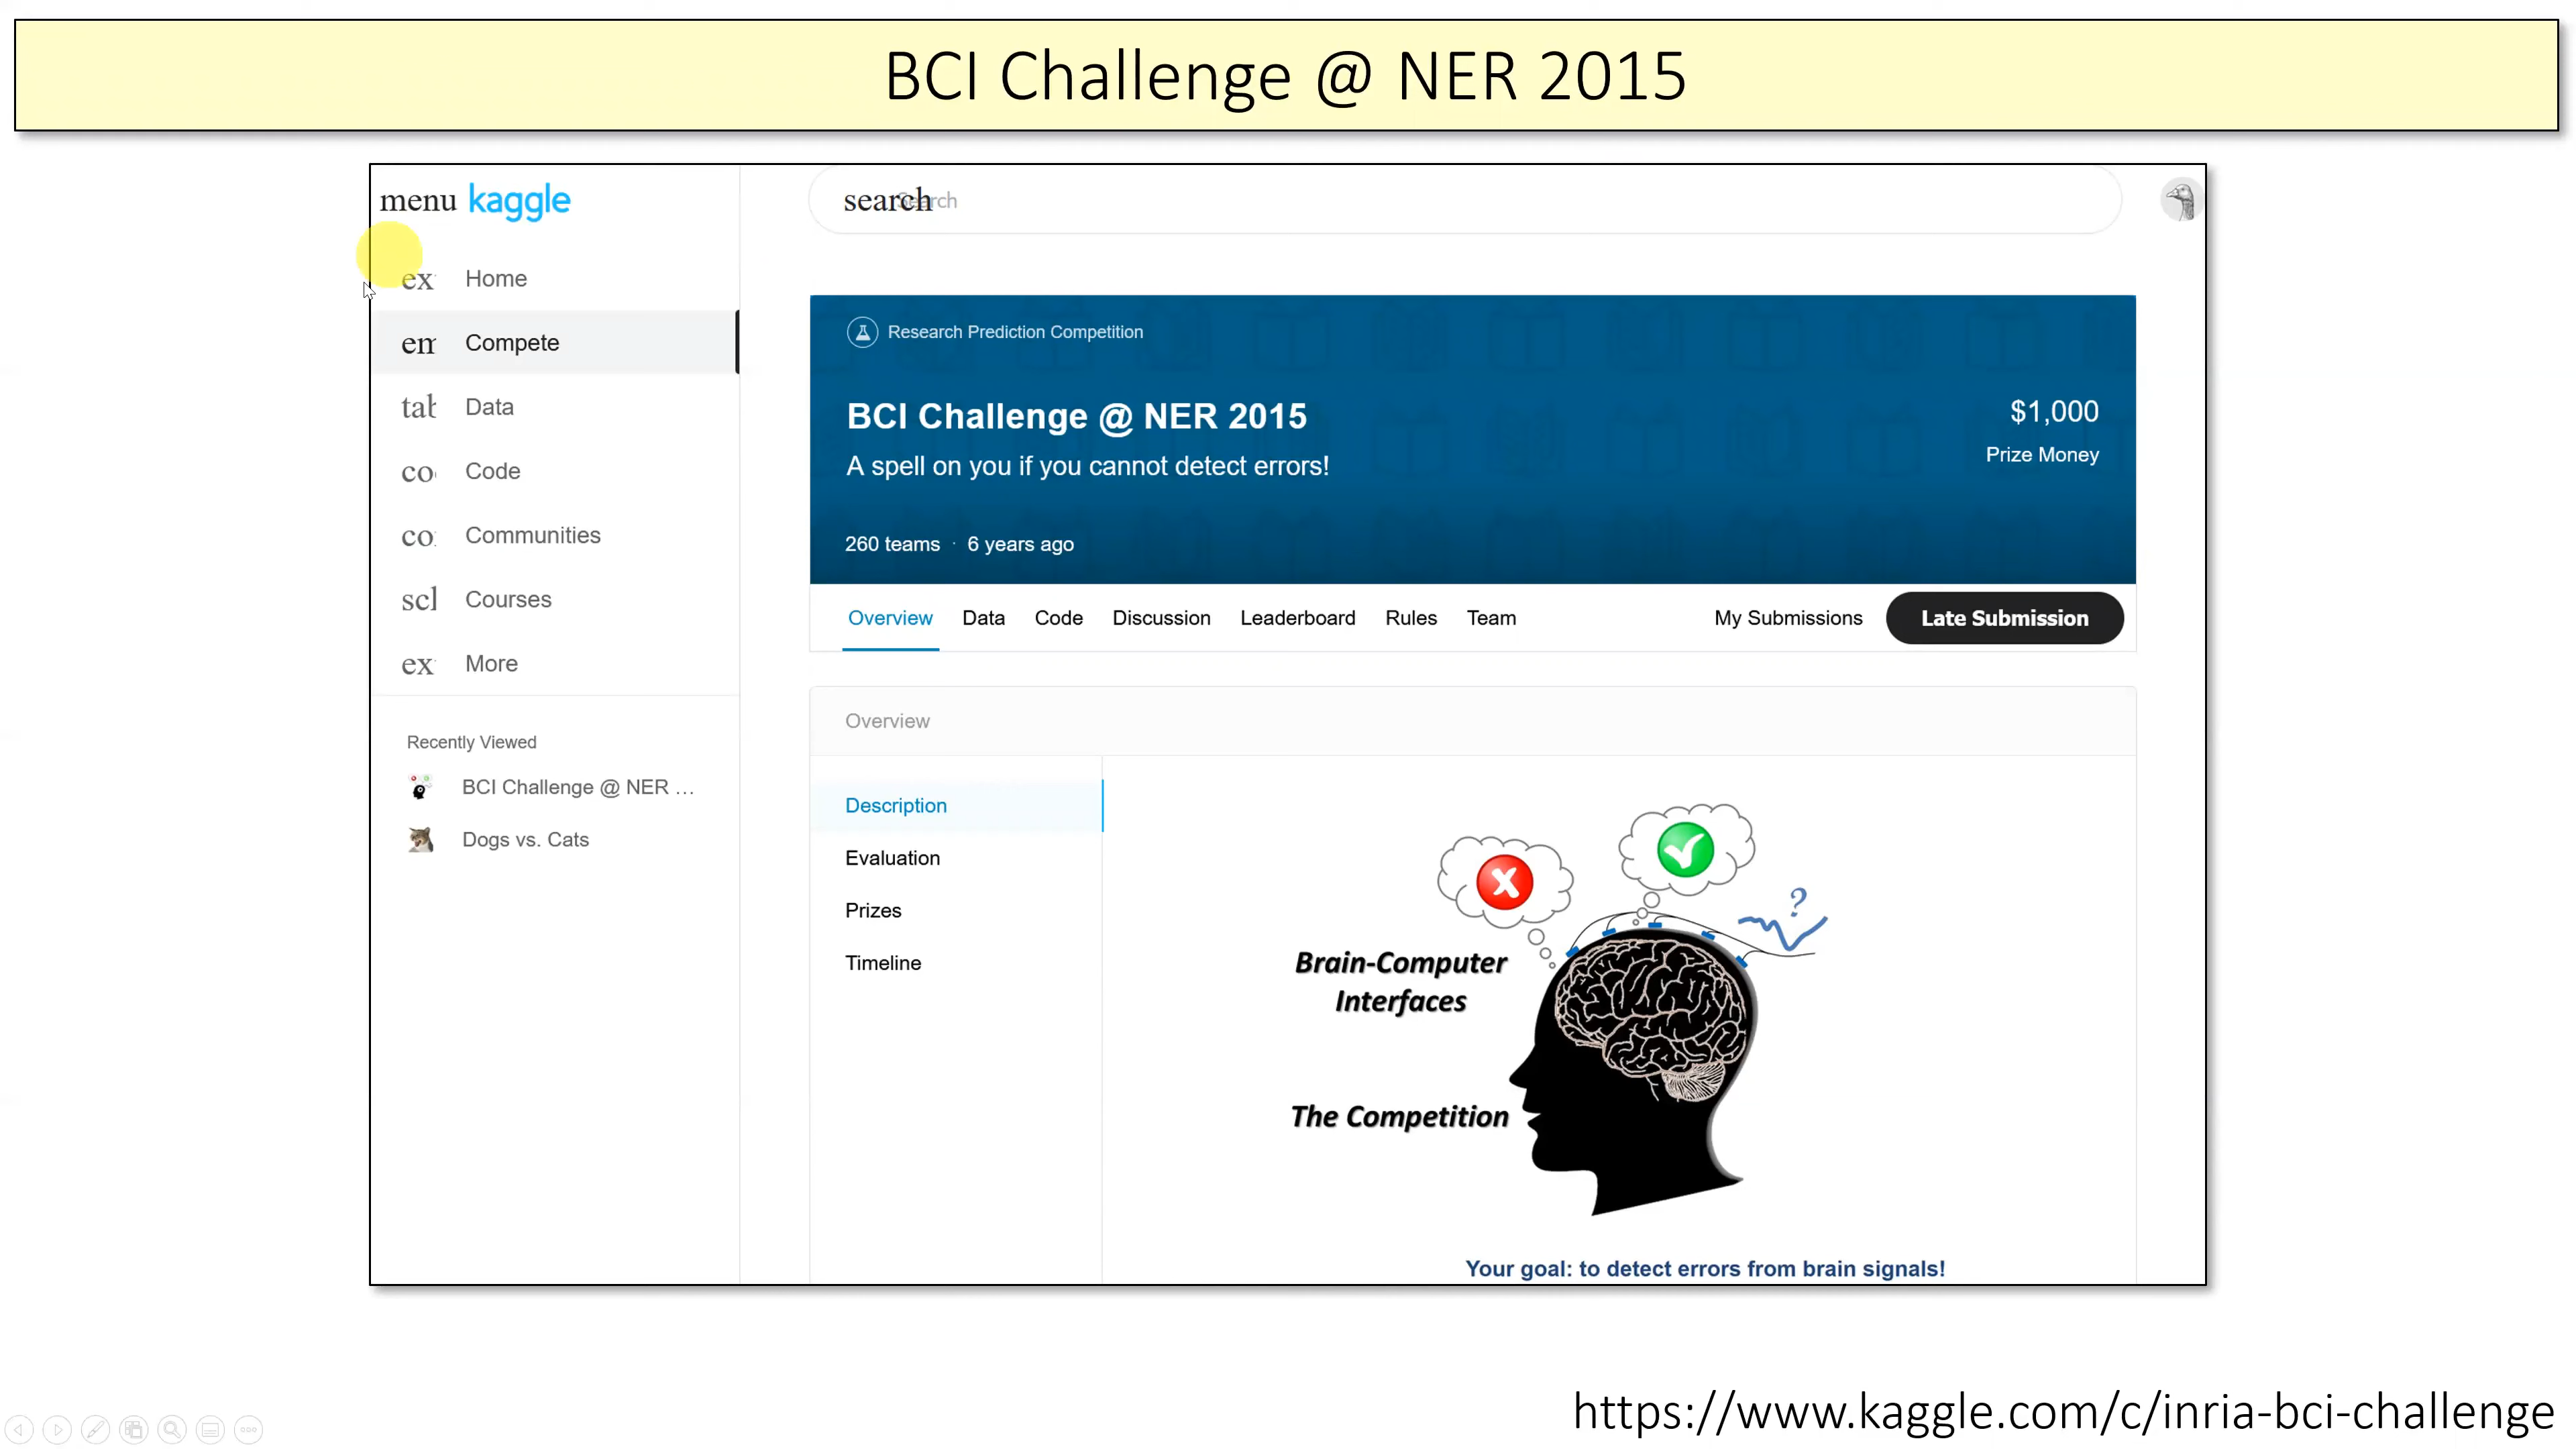 BCI Challenge @ NER 2015
menu kaggle
search
Search
ex Home
em Compete
tab Data
co Code
co Communities
scl Courses
ex More
Recently Viewed
BCI Challenge @ NER …
Dogs vs. Cats
Research Prediction Competition
BCI Challenge @ NER 2015
A spell on you if you cannot detect errors!
$1,000
Prize Money
260 teams · 6 years ago
Overview Data Code Discussion Leaderboard Rules Team My Submissions Late Submission
Overview
Description
Evaluation
Prizes
Timeline
?
Brain-Computer
Interfaces
The Competition
Your goal: to detect errors from brain signals!
https://www.kaggle.com/c/inria-bci-challenge